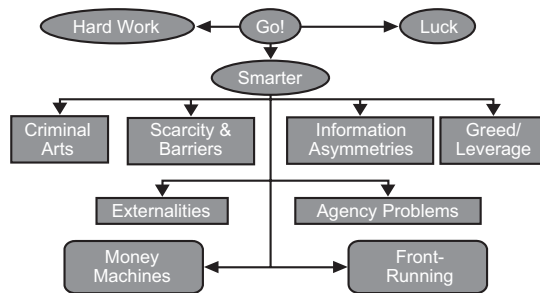 Hard Work
Go!
Luck
Smarter
Criminal
Arts
Scarcity &
Barriers
Information
Asymmetries
Greed/
Leverage
Externalities
Agency Problems
Money
Machines
Front-
Running